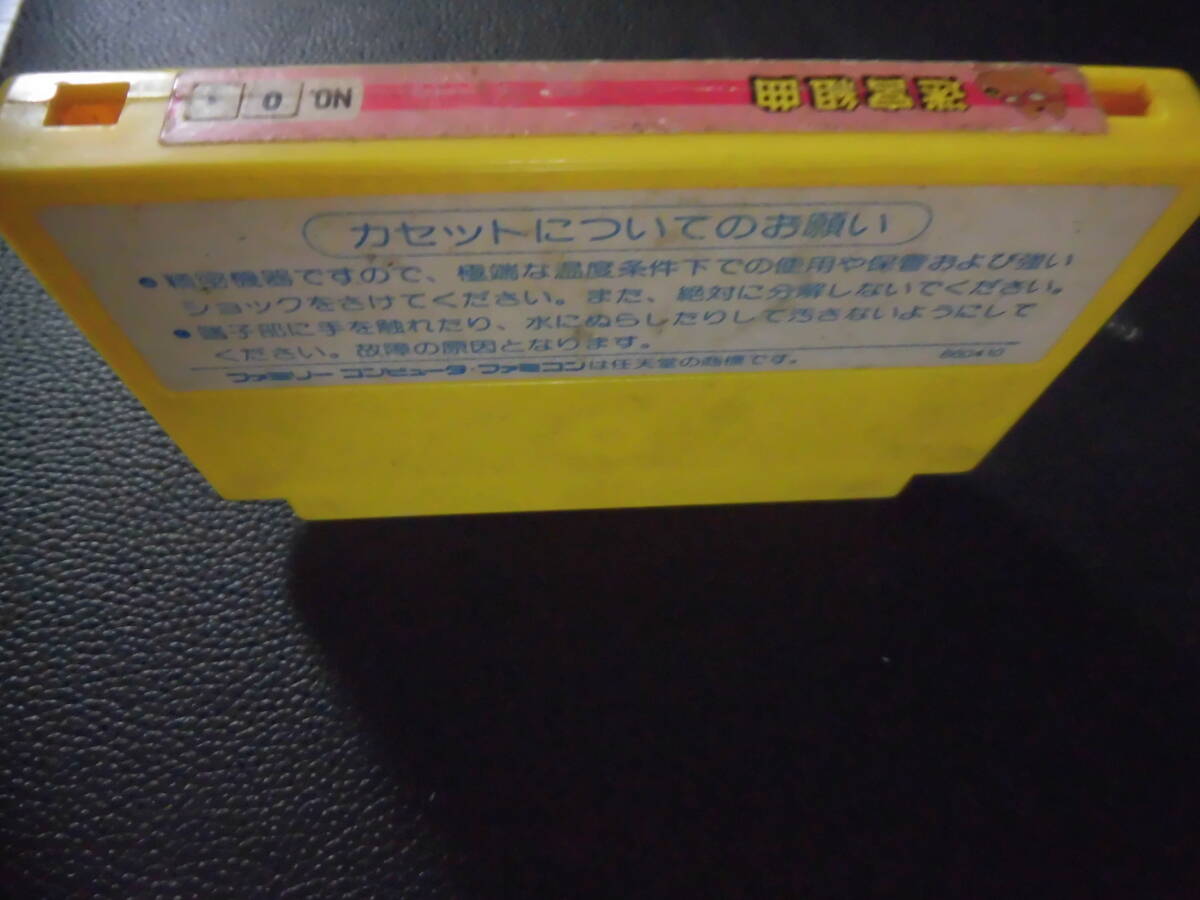 迷宮組曲
NO. 0 1
カセットについてのお願い
●精密機器ですので、極端な温度条件下での使用や保管および強い
ショックをさけてください。また、絶対に分解しないでください。
●端子部に手を触れたり、水にぬらしたりして汚さないようにして
ください。故障の原因となります。
ファミリーコンピュータ・ファミコンは任天堂の商標です。